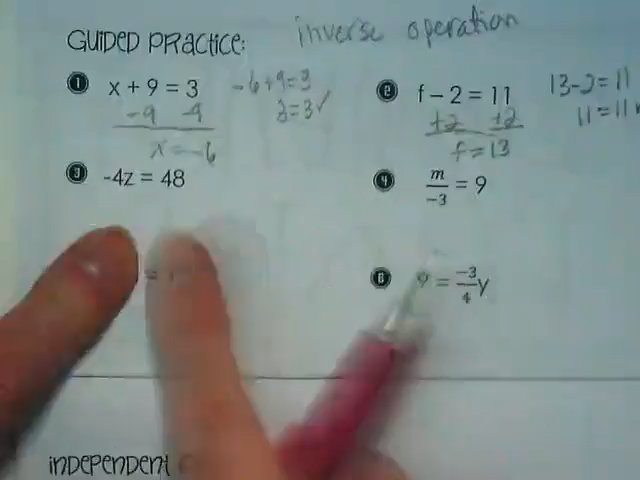 GUIDED PRACTICE: inverse operation
1 x + 9 = 3 -6+9=3
-9 -9 3=3✓
x = -6
2 f - 2 = 11 13-2=11
+2 +2 11=11
f=13
3 -4z = 48
4 m/-3 = 9
=
6 9 = -3/4 y
independent